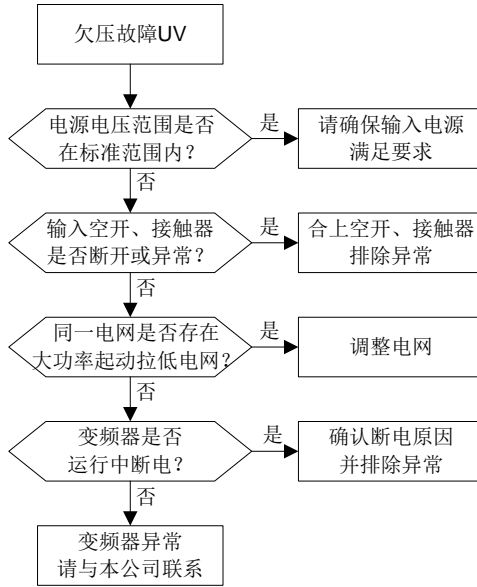 欠压故障UV
电源电压范围是否
在标准范围内？
是
请确保输入电源
满足要求
否
输入空开、接触器
是否断开或异常？
是
合上空开、接触器
排除异常
否
同一电网是否存在
大功率起动拉低电网？
是
调整电网
否
变频器是否
运行中断电？
是
确认断电原因
并排除异常
否
变频器异常
请与本公司联系